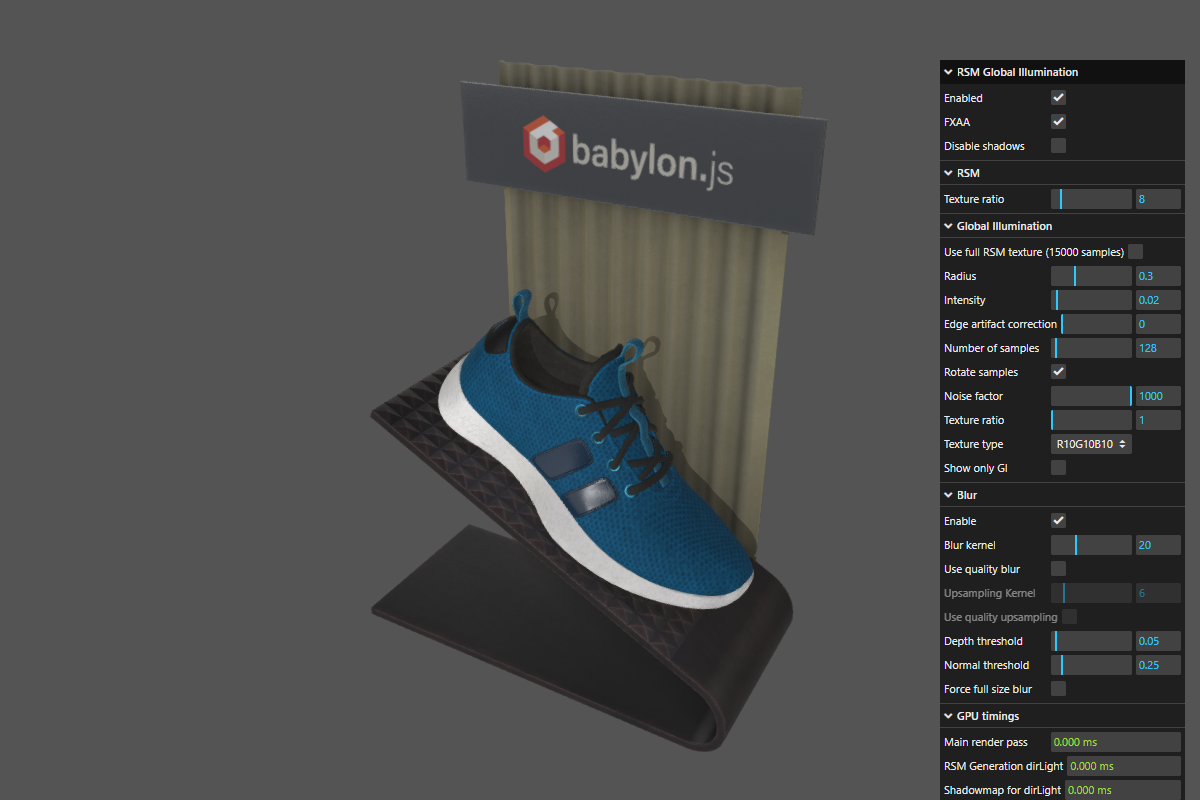 babylon.js
RSM Global Illumination
Enabled
FXAA
Disable shadows
RSM
Texture ratio 8
Global Illumination
Use full RSM texture (15000 samples)
Radius 0.3
Intensity 0.02
Edge artifact correction 0
Number of samples 128
Rotate samples
Noise factor 1000
Texture ratio 1
Texture type R10G10B10
Show only GI
Blur
Enable
Blur kernel 20
Use quality blur
Upsampling Kernel 6
Use quality upsampling
Depth threshold 0.05
Normal threshold 0.25
Force full size blur
GPU timings
Main render pass 0.000 ms
RSM Generation dirLight 0.000 ms
Shadowmap for dirLight 0.000 ms